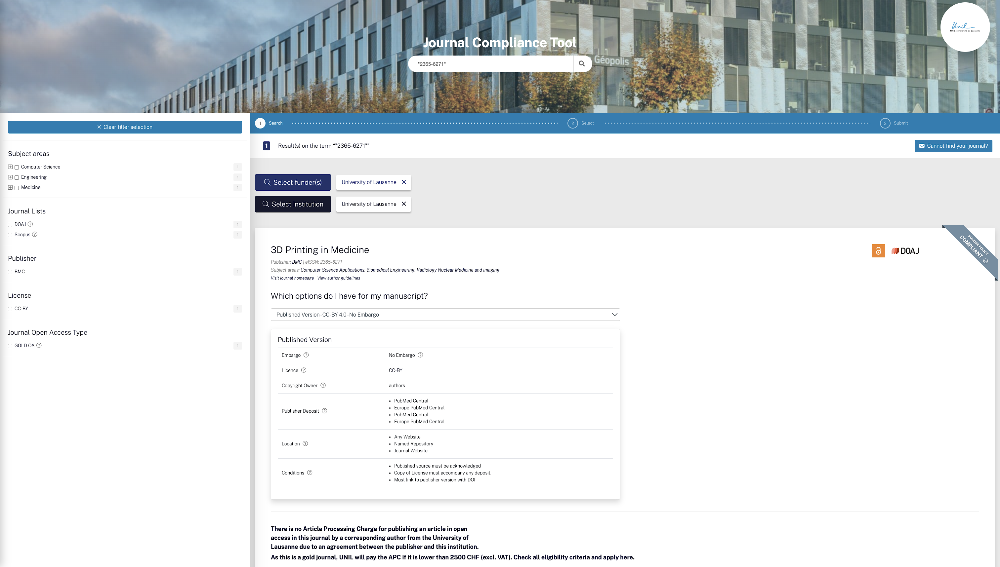 Unil
UNIL | Université de Lausanne
Journal Compliance Tool
"2365-6271"
Géopolis
Clear filter selection
1 Search
2 Select
3 Submit
1 Result(s) on the term “"2365-6271"”
Cannot find your journal?
Subject areas
Computer Science 1
Engineering 1
Medicine 1
Journal Lists
DOAJ ? 1
Scopus ? 1
Publisher
BMC 1
License
CC-BY 1
Journal Open Access Type
GOLD OA ? 1
Select funder(s) University of Lausanne
Select Institution University of Lausanne
FUNDER POLICY
COMPLIANT
DOAJ
3D Printing in Medicine
Publisher: BMC | eISSN: 2365-6271
Subject areas: Computer Science Applications, Biomedical Engineering, Radiology Nuclear Medicine and imaging
Visit journal homepage View author guidelines
Which options do I have for my manuscript?
Published Version - CC-BY 4.0 - No Embargo
Published Version
Embargo ? No Embargo ?
Licence ? CC-BY
Copyright Owner ? authors
Publisher Deposit ?
• PubMed Central
• Europe PubMed Central
• PubMed Central
• Europe PubMed Central
Location ?
• Any Website
• Named Repository
• Journal Website
Conditions ?
• Published source must be acknowledged
• Copy of License must accompany any deposit.
• Must link to publisher version with DOI
There is no Article Processing Charge for publishing an article in open
access in this journal by a corresponding author from the University of
Lausanne due to an agreement between the publisher and this institution.
As this is a gold journal, UNIL will pay the APC if it is lower than 2500 CHF (excl. VAT). Check all eligibility criteria and apply here.